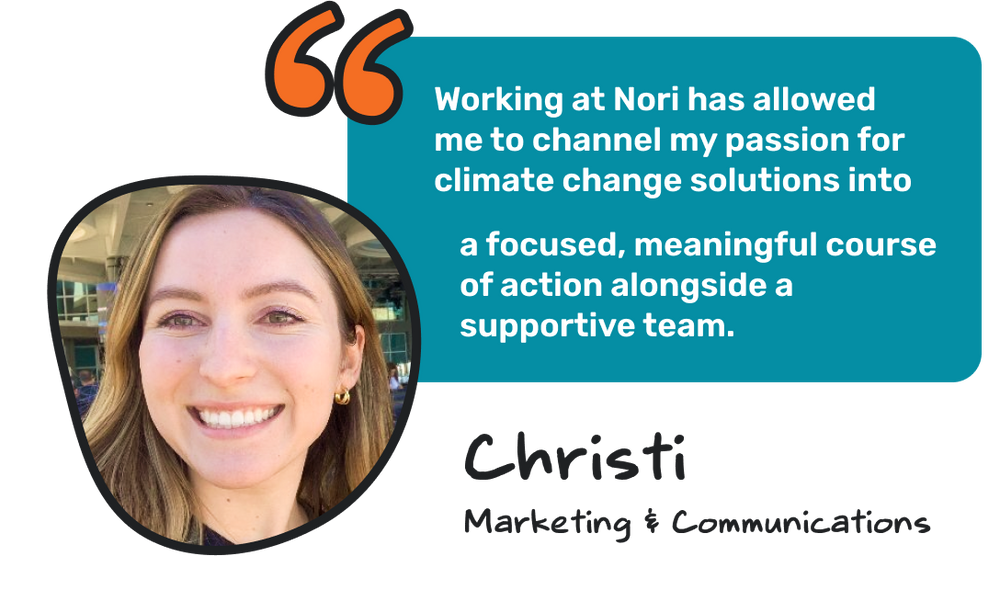 Working at Nori has allowed
me to channel my passion for
climate change solutions into
a focused, meaningful course
of action alongside a
supportive team.
Christi
Marketing & Communications